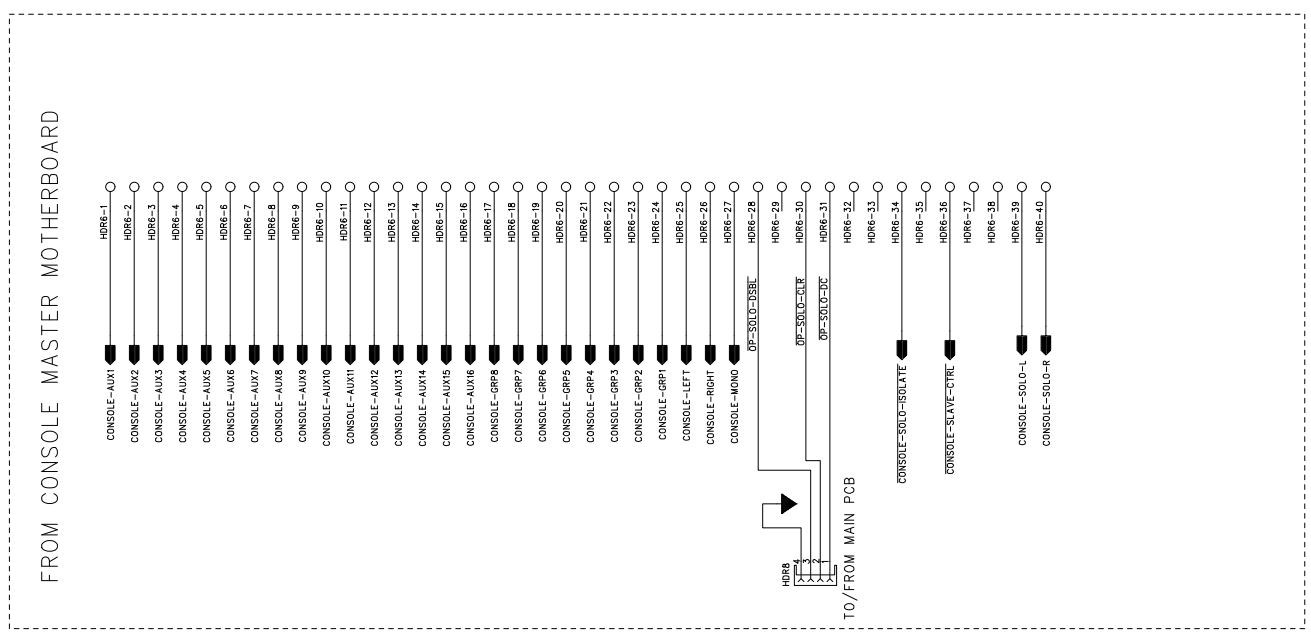 FROM CONSOLE MASTER MOTHERBOARD
HDR6-1
HDR6-2
HDR6-3
HDR6-4
HDR6-5
HDR6-6
HDR6-7
HDR6-8
HDR6-9
HDR6-10
HDR6-11
HDR6-12
HDR6-13
HDR6-14
HDR6-15
HDR6-16
HDR6-17
HDR6-18
HDR6-19
HDR6-20
HDR6-21
HDR6-22
HDR6-23
HDR6-24
HDR6-25
HDR6-26
HDR6-27
HDR6-28
HDR6-29
HDR6-30
HDR6-31
HDR6-32
HDR6-33
HDR6-34
HDR6-35
HDR6-36
HDR6-37
HDR6-38
HDR6-39
HDR6-40
CONSOLE-AUX1
CONSOLE-AUX2
CONSOLE-AUX3
CONSOLE-AUX4
CONSOLE-AUX5
CONSOLE-AUX6
CONSOLE-AUX7
CONSOLE-AUX8
CONSOLE-AUX9
CONSOLE-AUX10
CONSOLE-AUX11
CONSOLE-AUX12
CONSOLE-AUX13
CONSOLE-AUX14
CONSOLE-AUX15
CONSOLE-AUX16
CONSOLE-GRP8
CONSOLE-GRP7
CONSOLE-GRP6
CONSOLE-GRP5
CONSOLE-GRP4
CONSOLE-GRP3
CONSOLE-GRP2
CONSOLE-GRP1
CONSOLE-LEFT
CONSOLE-RIGHT
CONSOLE-MONO
OP-SOLO-DSBL
OP-SOLO-CLR
OP-SOLO-DC
CONSOLE-SOLO-ISOLATE
CONSOLE-SLAVE-CTRL
CONSOLE-SOLO-L
CONSOLE-SOLO-R
HDR8
4
3
2
1
TO/FROM MAIN PCB